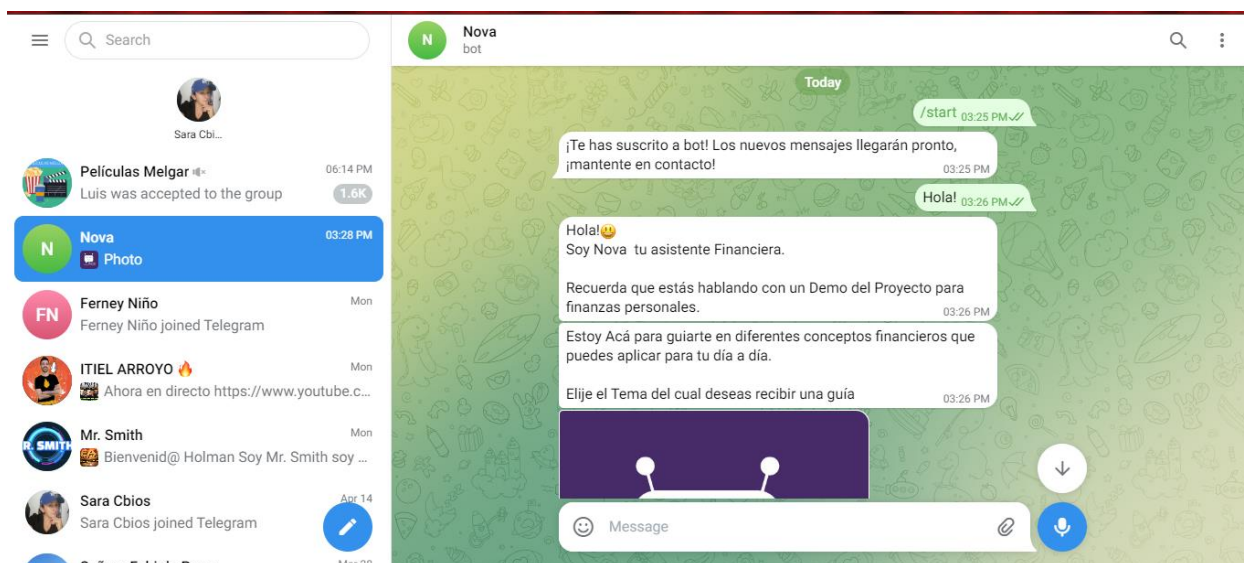 Search
Sara Cbi...
Películas Melgar
06:14 PM
Luis was accepted to the group
1.6K
N
Nova
03:28 PM
Photo
FN
Ferney Niño
Mon
Ferney Niño joined Telegram
ITIEL ARROYO 🔥
Mon
Ahora en directo https://www.youtube.c...
R. SMITH
Mr. Smith
Mon
Bienvenid@ Holman Soy Mr. Smith soy ...
Sara Cbios
Apr 14
Sara Cbios joined Telegram
N
Nova
bot
Today
/start 03:25 PM
¡Te has suscrito a bot! Los nuevos mensajes llegarán pronto,
¡mantente en contacto!
03:25 PM
Hola! 03:26 PM
Hola!😃
Soy Nova tu asistente Financiera.
Recuerda que estás hablando con un Demo del Proyecto para
finanzas personales.
03:26 PM
Estoy Acá para guiarte en diferentes conceptos financieros que
puedes aplicar para tu día a día.
Elije el Tema del cual deseas recibir una guía
03:26 PM
Message